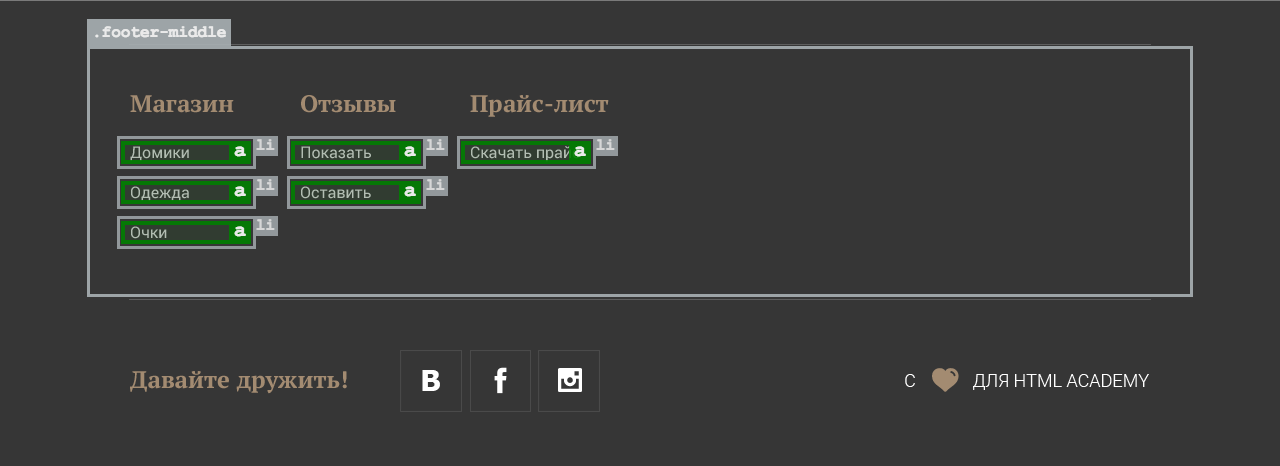 .footer-middle
Магазин Отзывы Прайс-лист
Домики a li Показать a li Скачать прай a li
Одежда a li Оставить a li
Очки a li
Давайте дружить! В f С ДЛЯ HTML ACADEMY